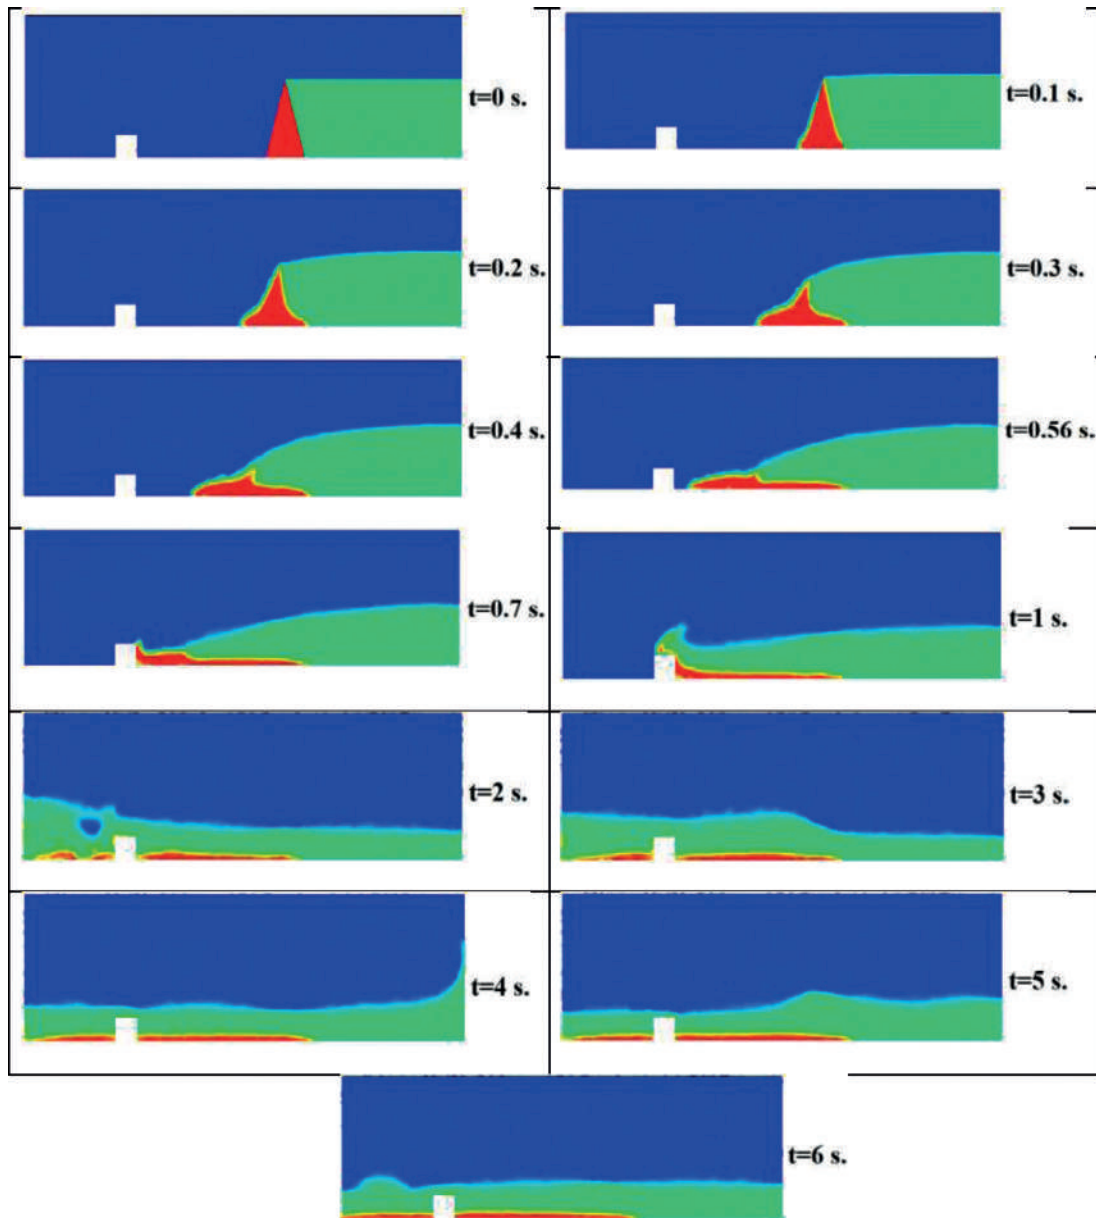 t=0 s.
t=0.1 s.
t=0.2 s.
t=0.3 s.
t=0.4 s.
t=0.56 s.
t=0.7 s.
t=1 s.
t=2 s.
t=3 s.
t=4 s.
t=5 s.
t=6 s.